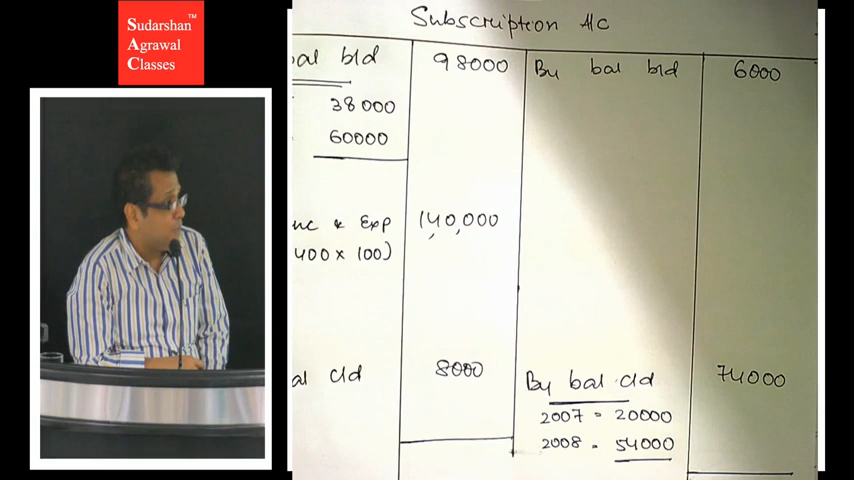 Sudarshan™
Agrawal
Classes
Subscription A/c
bal b/d 98000 By bal b/d 6000
38000
60000
Inc & Exp 140,000
400 × 100)
al c/d 8000 By bal c/d 74000
2007 = 20000
2008 - 54000